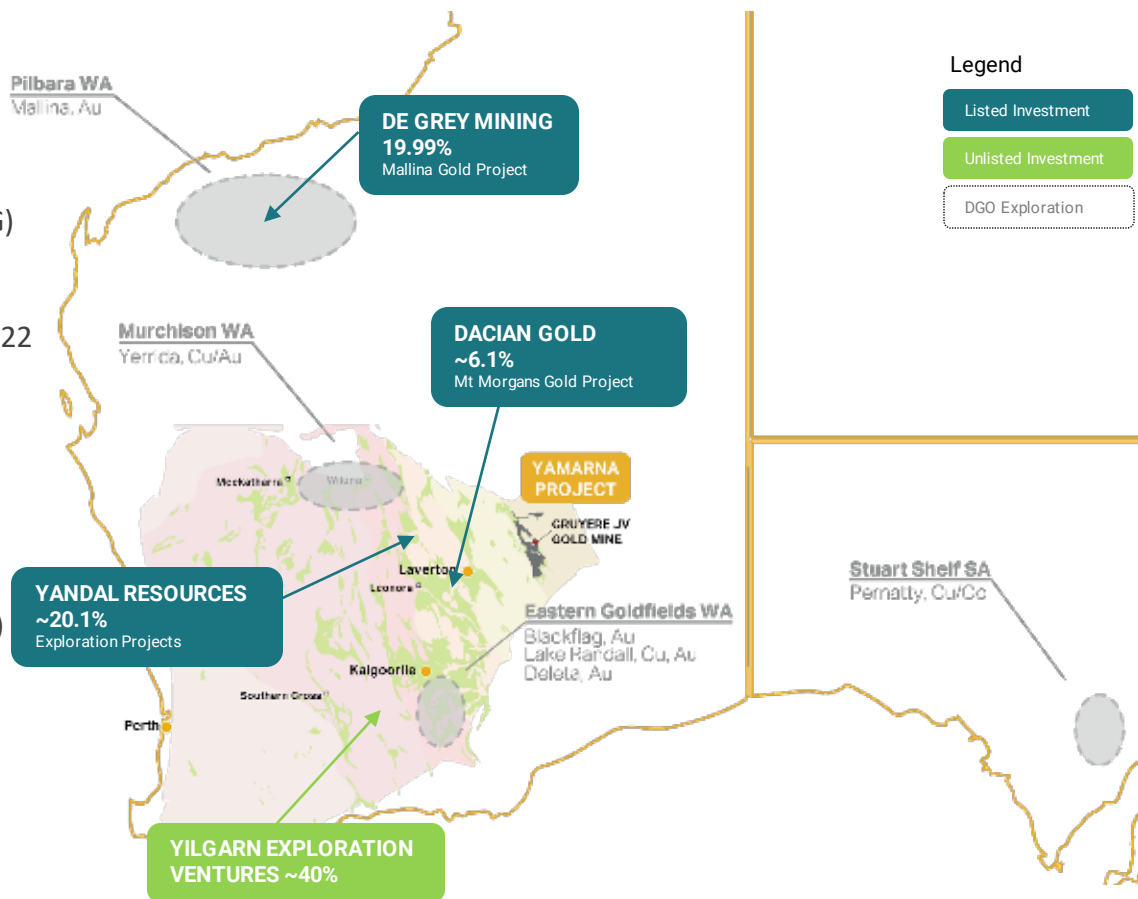 Pilbara WA
Mallina, Au
DE GREY MINING
19.99%
Mallina Gold Project
Legend
Listed Investment
Unlisted Investment
DGO Exploration
)
22
Murchison WA
Yerrida, Cu/Au
DACIAN GOLD
~6.1%
Mt Morgans Gold Project
Meekatharra
Wiluna
YAMARNA
PROJECT
GRUYERE JV
GOLD MINE
Laverton
Leonora
YANDAL RESOURCES
~20.1%
Exploration Projects
)
Eastern Goldfields WA
Blackflag, Au
Lake Randall, Cu, Au
Deleta, Au
Stuart Shelf SA
Pernatty, Cu/Co
Kalgoorlie
Southern Cross
Perth
YILGARN EXPLORATION
VENTURES ~40%